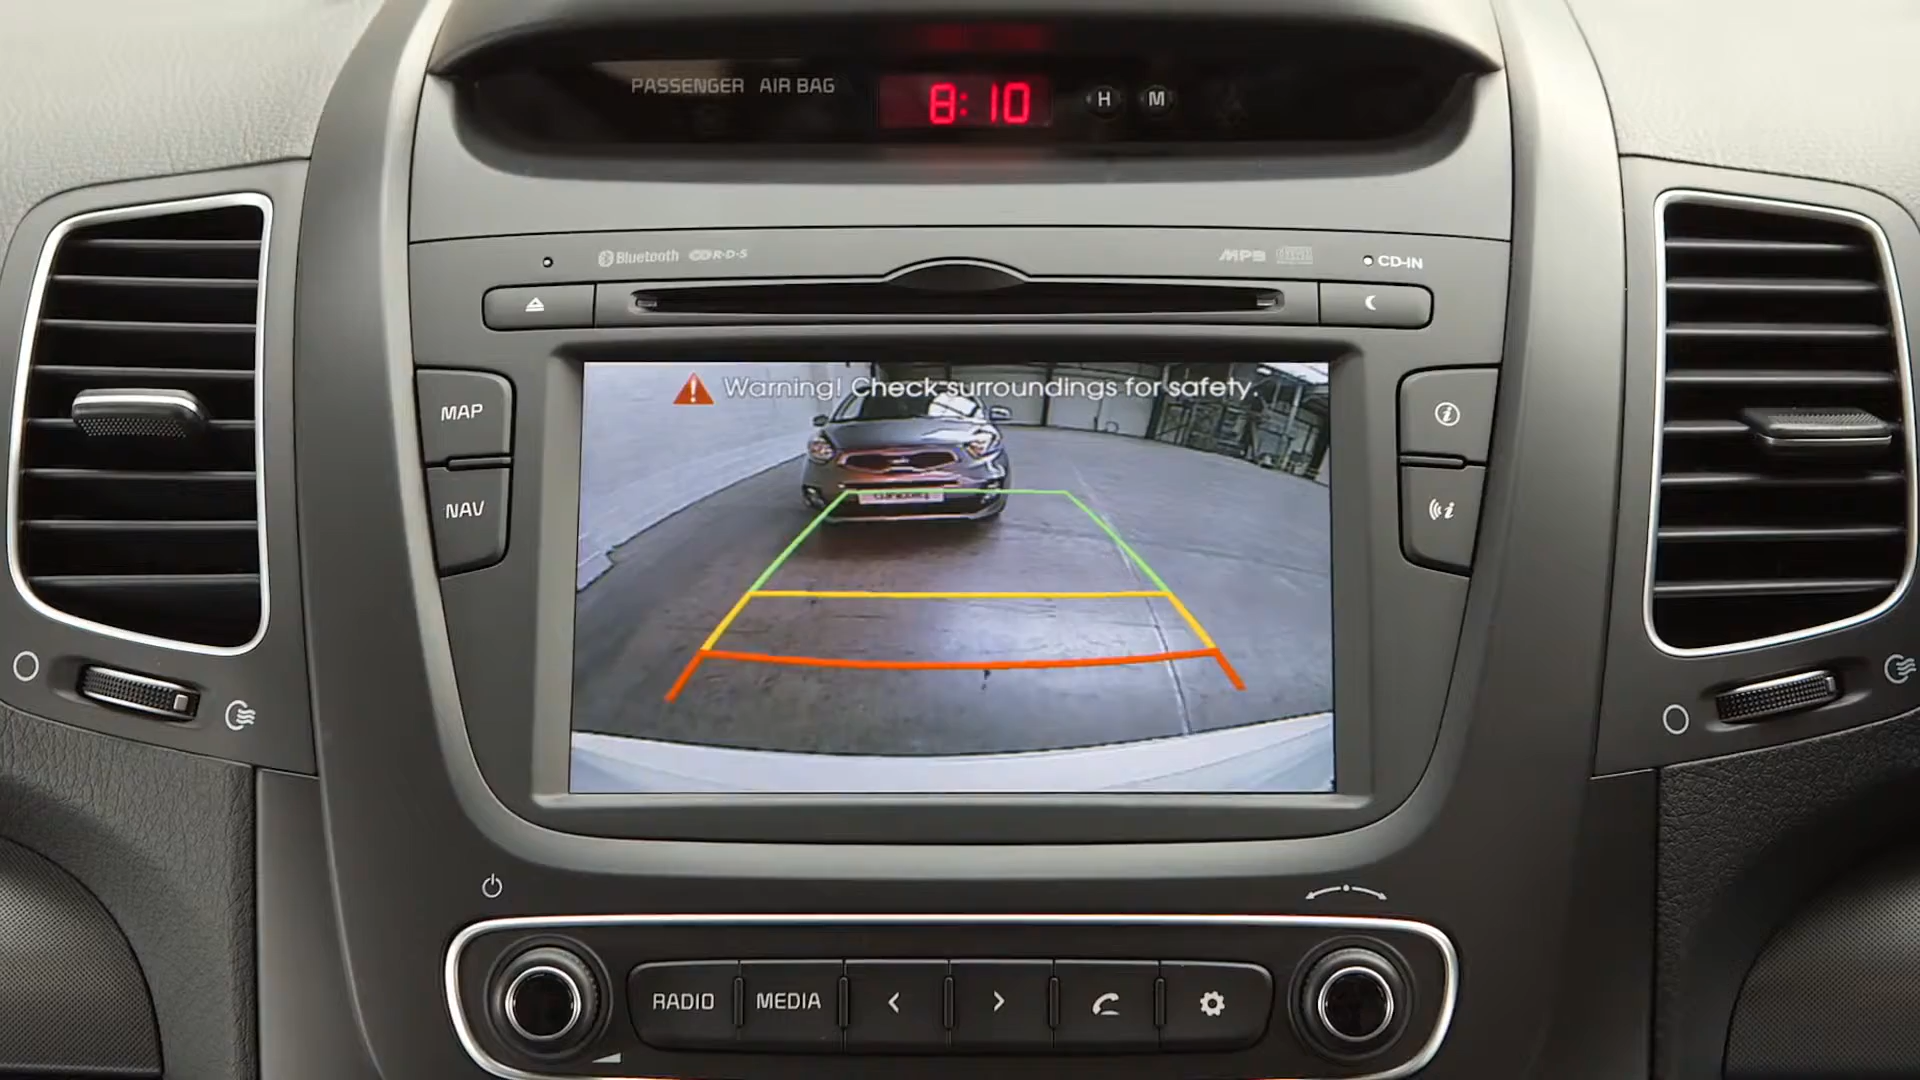 PASSENGER AIR BAG
8:10
H
M
Bluetooth
R·D·S
MP3
CD-IN
Warning! Check surroundings for safety.
MAP
NAV
RADIO
MEDIA